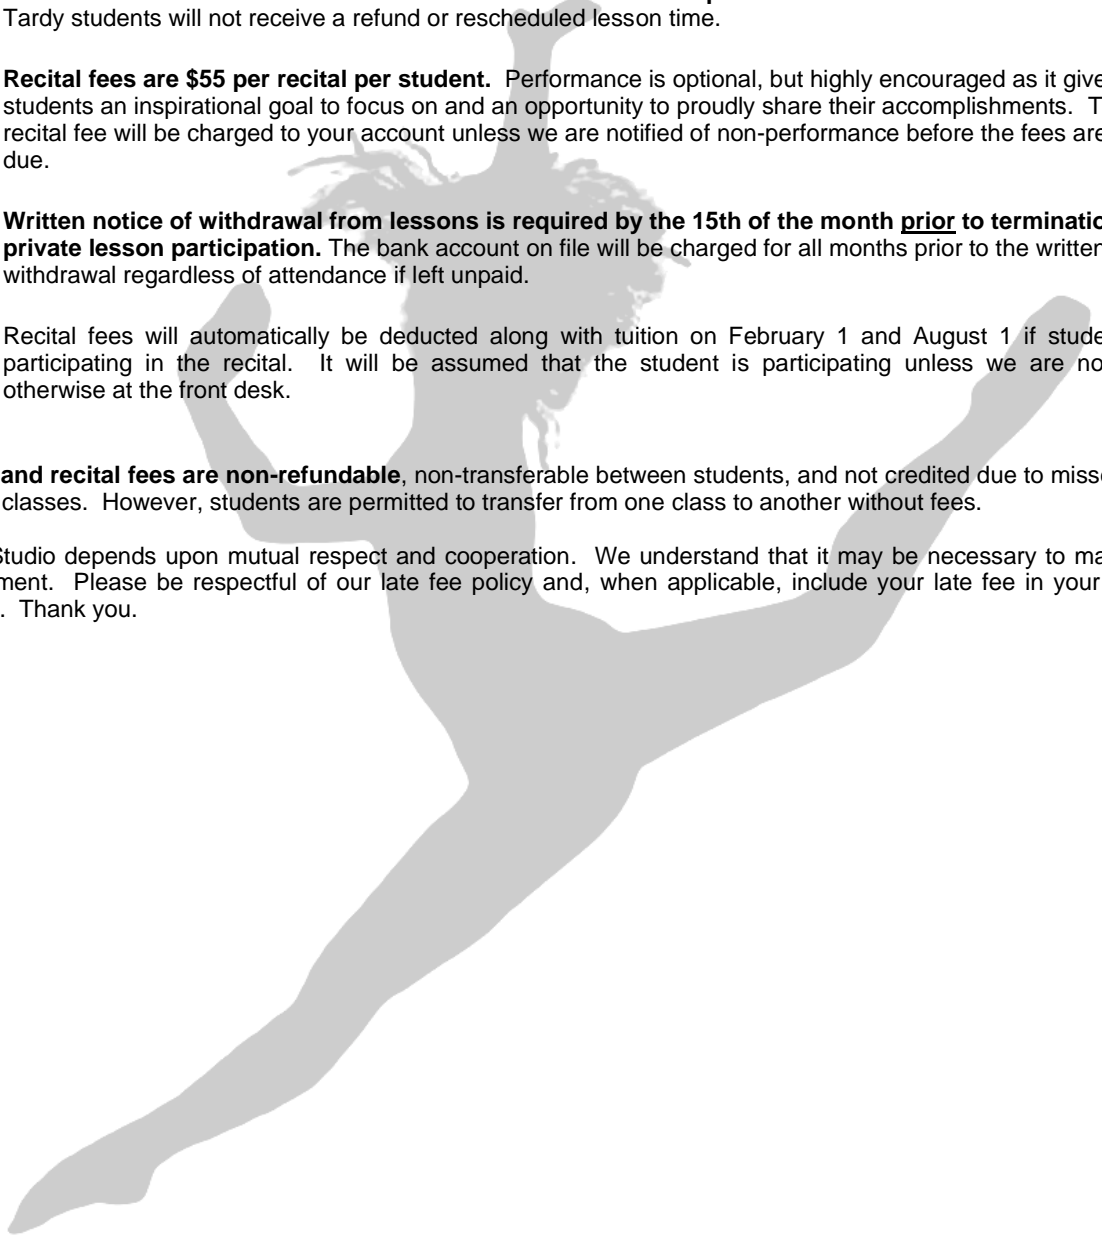 Tardy students will not receive a refund or rescheduled lesson time.
Recital fees are $55 per recital per student. Performance is optional, but highly encouraged as it give
students an inspirational goal to focus on and an opportunity to proudly share their accomplishments. T
recital fee will be charged to your account unless we are notified of non-performance before the fees are
due.
Written notice of withdrawal from lessons is required by the 15th of the month prior to terminatio
private lesson participation. The bank account on file will be charged for all months prior to the written
withdrawal regardless of attendance if left unpaid.
Recital fees will automatically be deducted along with tuition on February 1 and August 1 if stude
participating in the recital. It will be assumed that the student is participating unless we are no
otherwise at the front desk.
and recital fees are non-refundable, non-transferable between students, and not credited due to misse
classes. However, students are permitted to transfer from one class to another without fees.
Studio depends upon mutual respect and cooperation. We understand that it may be necessary to ma
ment. Please be respectful of our late fee policy and, when applicable, include your late fee in your
. Thank you.